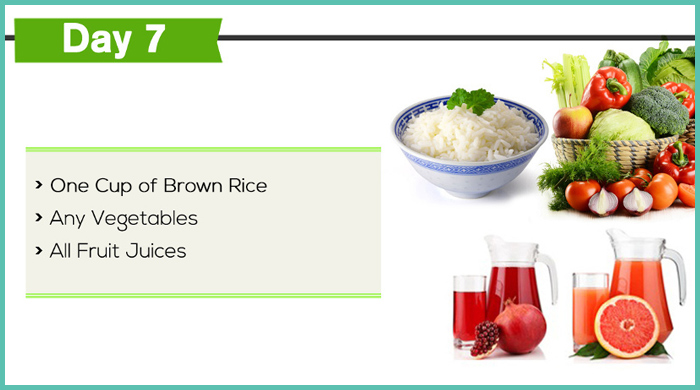 Day 7
> One Cup of Brown Rice
> Any Vegetables
> All Fruit Juices